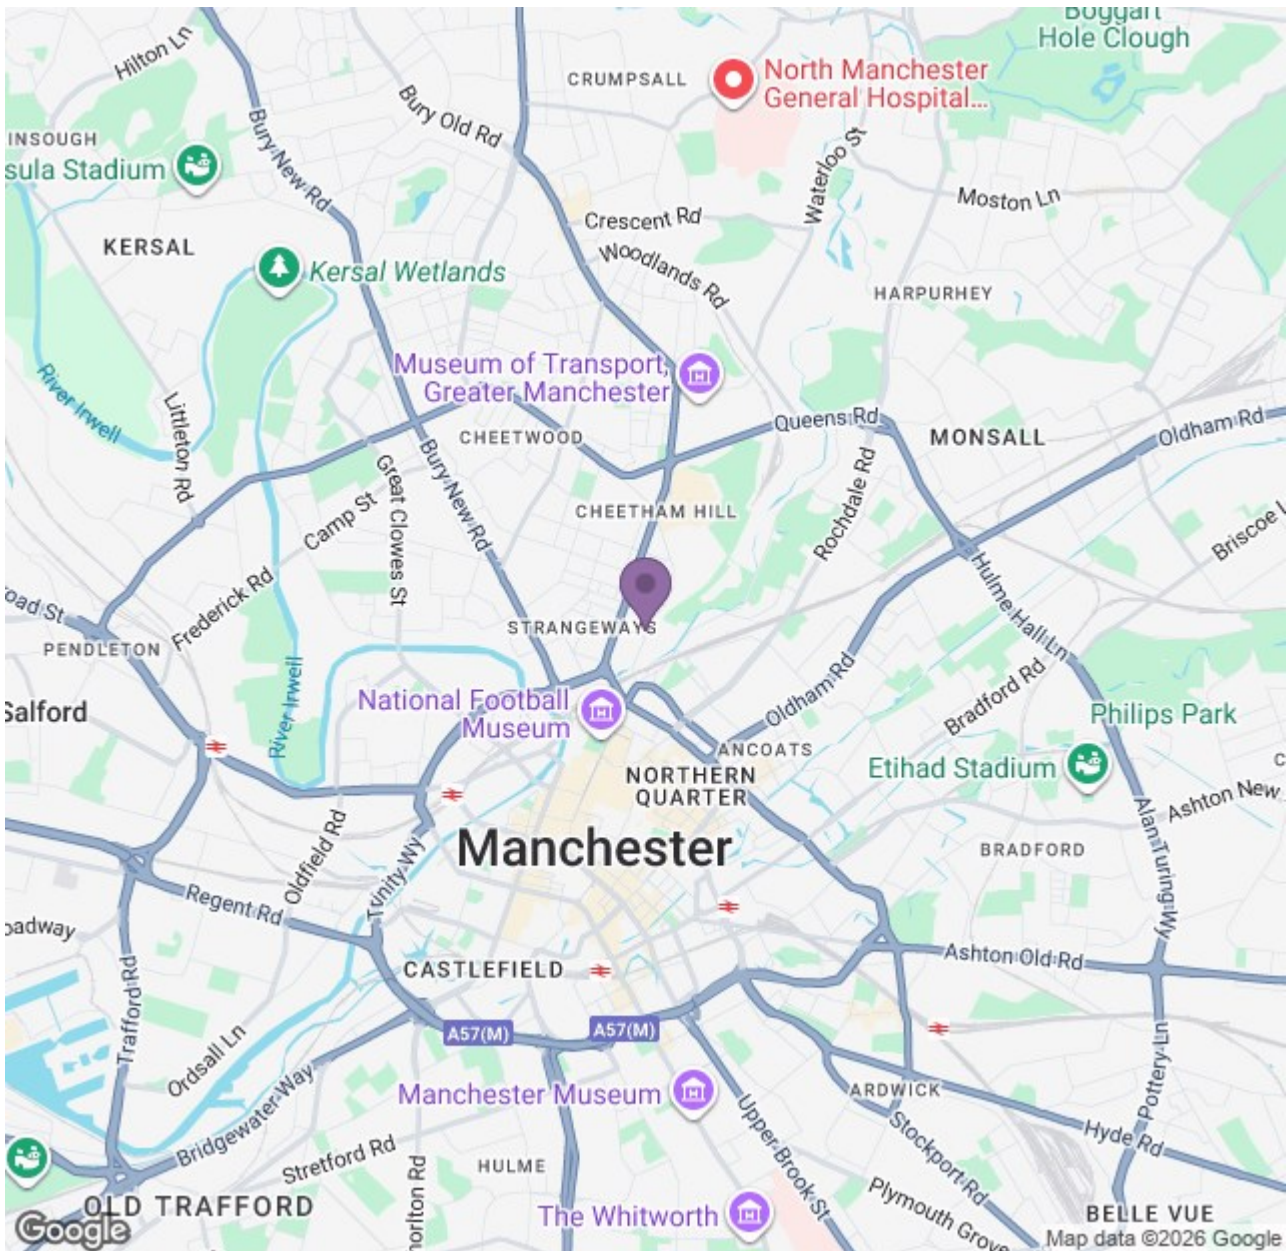 Boggart
Hole Clough
Hilton Ln
CRUMPSALL
North Manchester
General Hospital...
Bury Old Rd
Bury New Rd
INSOUGH
sula Stadium
Waterloo St
Moston Ln
Crescent Rd
KERSAL
Kersal Wetlands
Woodlands Rd
HARPURHEY
Museum of Transport,
Greater Manchester
River Irwell
Littleton Rd
CHEETWOOD
Queens Rd
MONSALL
Oldham Rd
Bury New Rd
Great Clowes St
Camp St
CHEETHAM HILL
Rochdale Rd
Briscoe L
Frederick Rd
road St
PENDLETON
STRANGEWAYS
Hulme Hall Ln
River Irwell
Salford
National Football
Museum
Oldham Rd
Bradford Rd
Philips Park
ANCOATS
Etihad Stadium
NORTHERN
QUARTER
Ashton New
Oldfield Rd
Trinity Wy
Manchester
BRADFORD
Alan Turing Wy
Regent Rd
oadway
Trafford Rd
CASTLEFIELD
Ashton Old Rd
A57(M)
A57(M)
Ordsall Ln
Bridgewater Way
Manchester Museum
ARDWICK
Pottery Ln
Upper Brook St
Stockport Rd
Hyde Rd
Stretford Rd
HULME
horlton Rd
OLD TRAFFORD
The Whitworth
Plymouth Grove
BELLE VUE
Google
Map data ©2026 Google